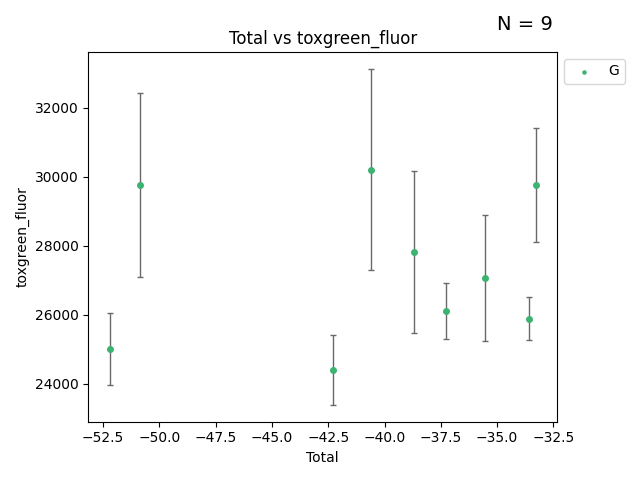 N = 9
Total vs toxgreen_fluor
G
toxgreen_fluor
32000
30000
28000
26000
24000
−52.5 −50.0 −47.5 −45.0 −42.5 −40.0 −37.5 −35.0 −32.5
Total